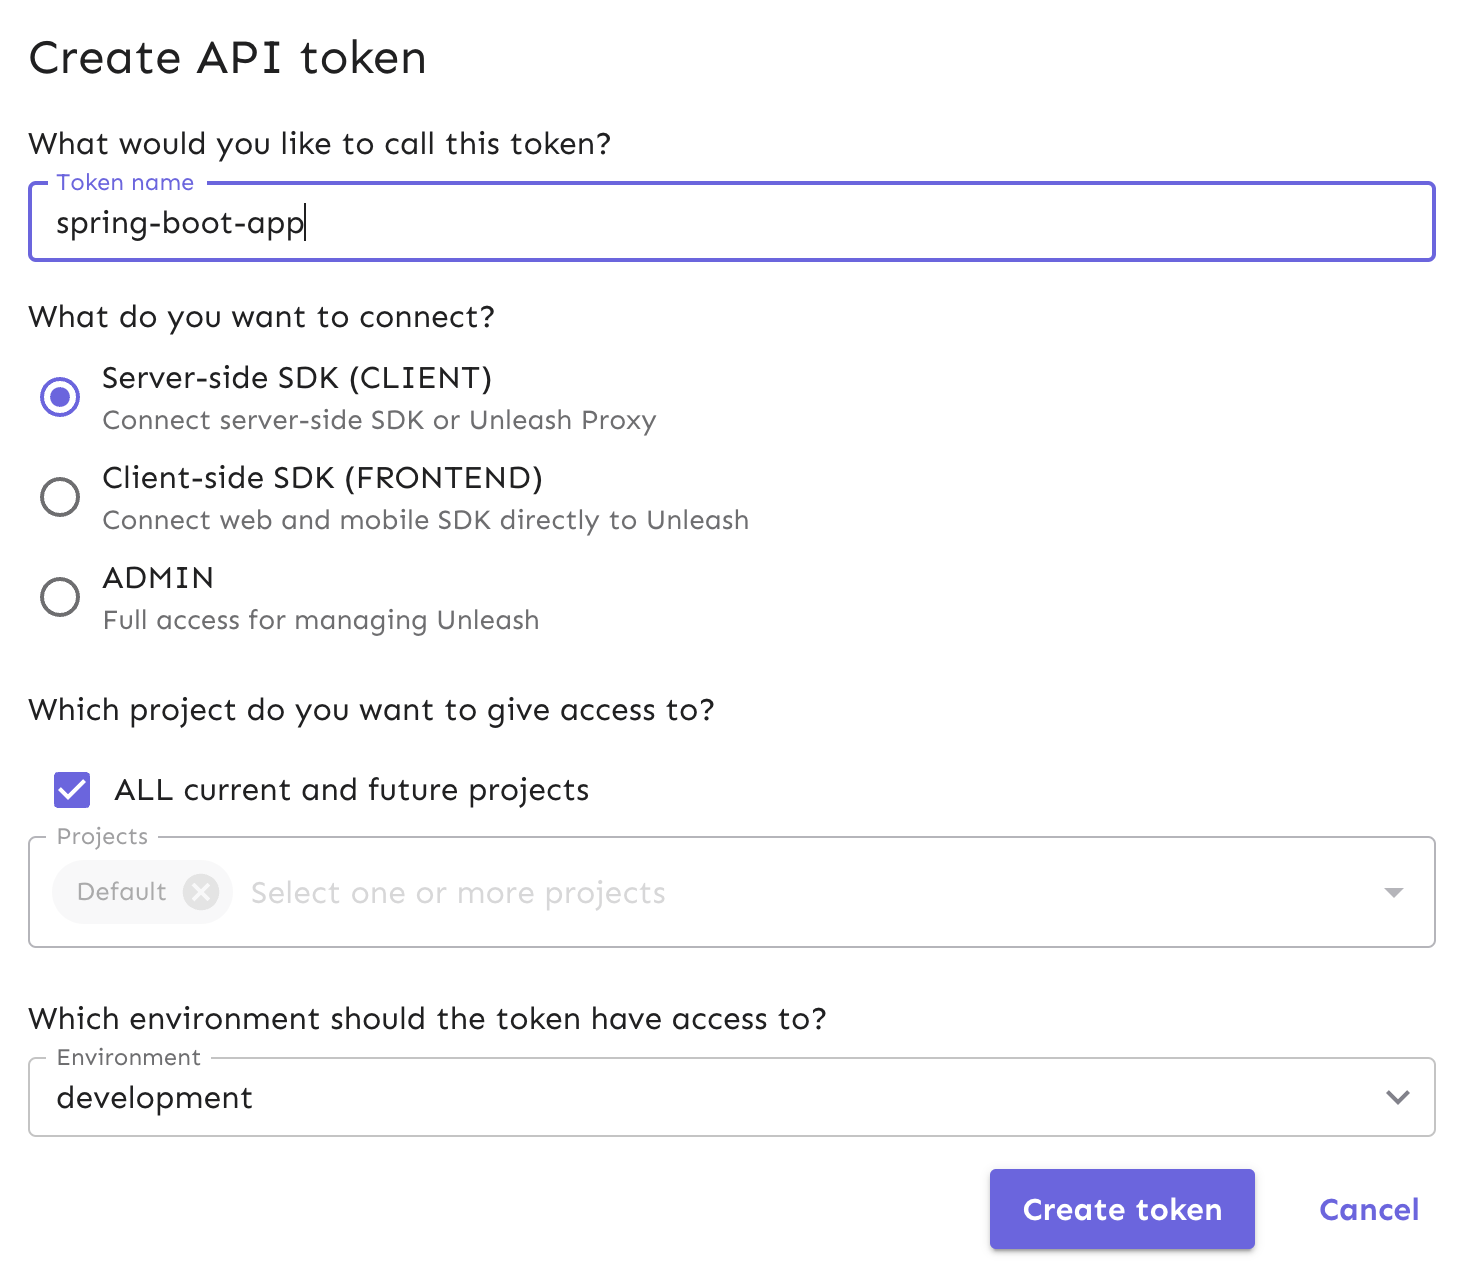 Create API token
What would you like to call this token?
Token name
spring-boot-app
What do you want to connect?
Server-side SDK (CLIENT)
Connect server-side SDK or Unleash Proxy
Client-side SDK (FRONTEND)
Connect web and mobile SDK directly to Unleash
ADMIN
Full access for managing Unleash
Which project do you want to give access to?
ALL current and future projects
Projects
Default Select one or more projects
Which environment should the token have access to?
Environment
development
Create token Cancel